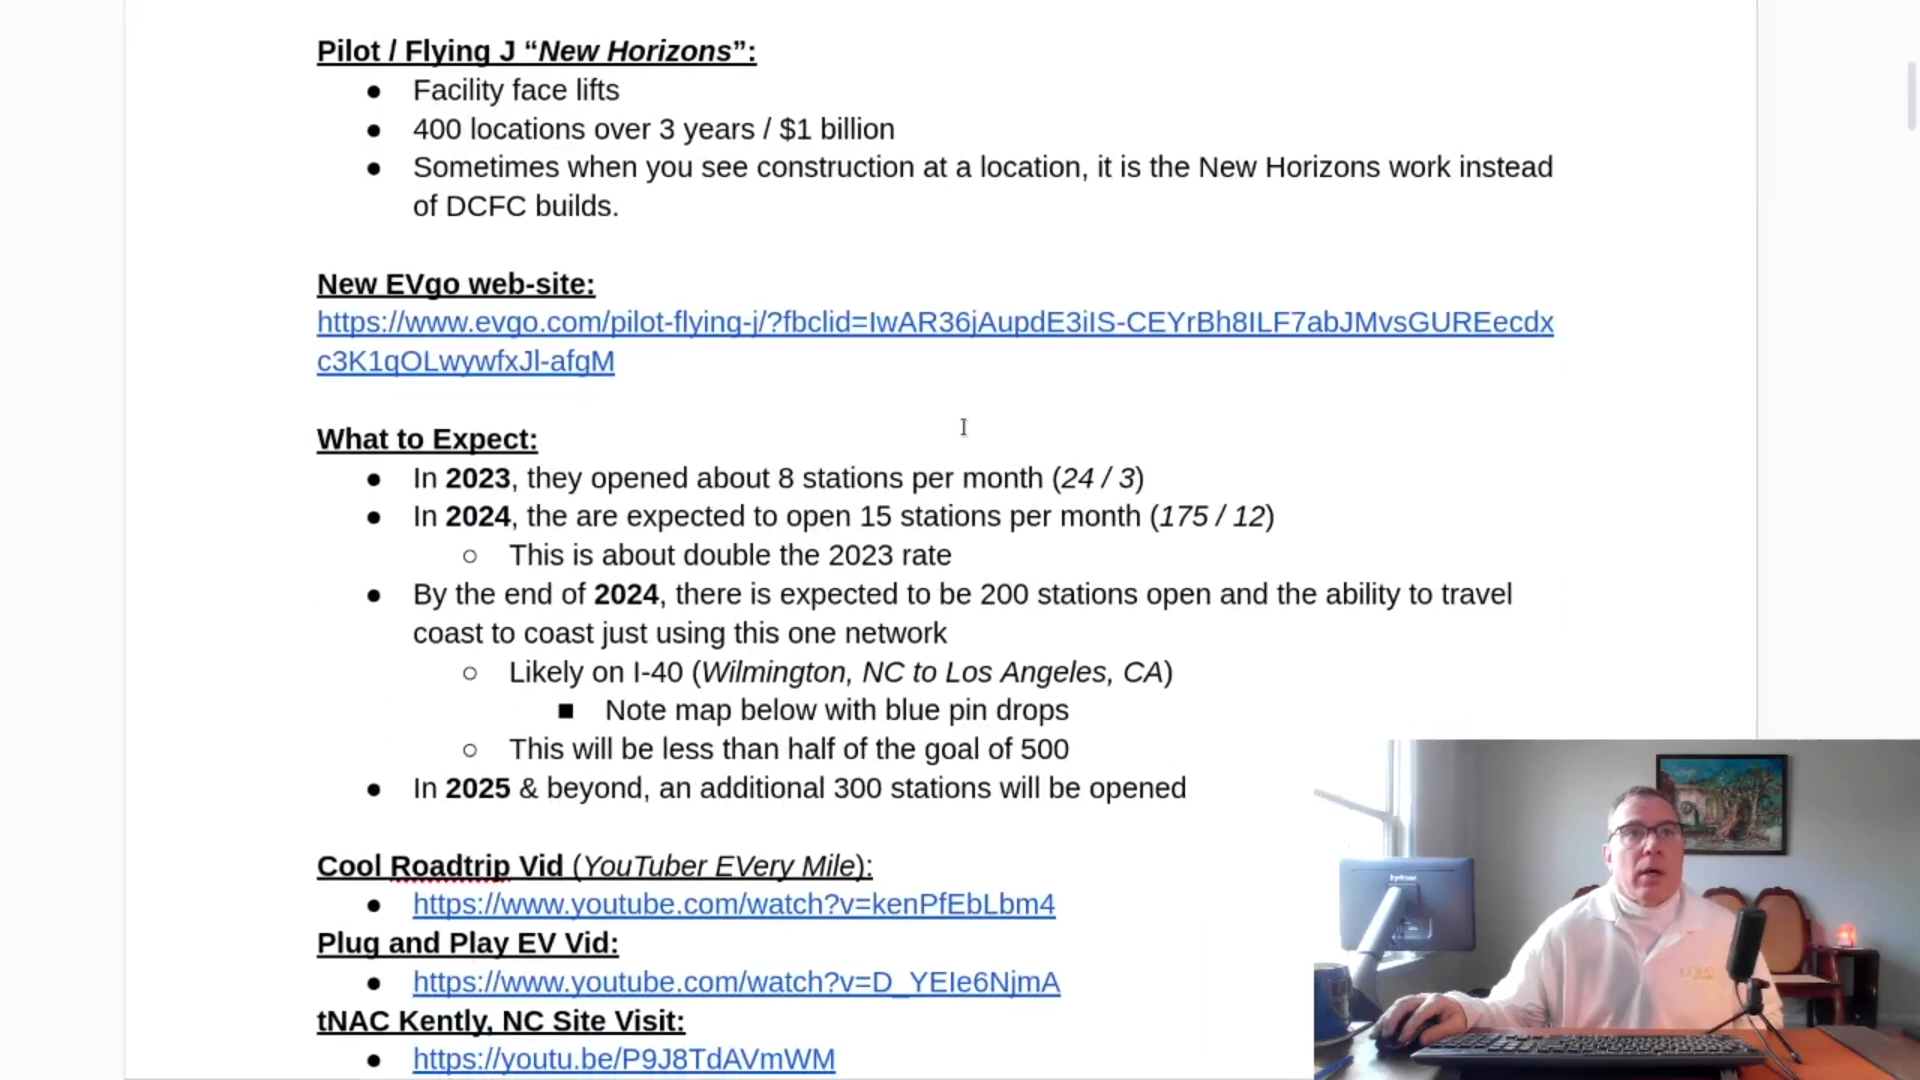 Pilot / Flying J “New Horizons”:
● Facility face lifts
● 400 locations over 3 years / $1 billion
● Sometimes when you see construction at a location, it is the New Horizons work instead
of DCFC builds.
New EVgo web-site:
https://www.evgo.com/pilot-flying-j/?fbclid=IwAR36jAupdE3iIS-CEYrBh8ILF7abJMvsGUREecdx
c3K1qOLwywfxJl-afgM
What to Expect:
● In 2023, they opened about 8 stations per month (24 / 3)
● In 2024, the are expected to open 15 stations per month (175 / 12)
○ This is about double the 2023 rate
● By the end of 2024, there is expected to be 200 stations open and the ability to travel
coast to coast just using this one network
○ Likely on I-40 (Wilmington, NC to Los Angeles, CA)
■ Note map below with blue pin drops
○ This will be less than half of the goal of 500
● In 2025 & beyond, an additional 300 stations will be opened
Cool Roadtrip Vid (YouTuber EVery Mile):
● https://www.youtube.com/watch?v=kenPfEbLbm4
Plug and Play EV Vid:
● https://www.youtube.com/watch?v=D_YEIe6NjmA
tNAC Kently, NC Site Visit:
● https://youtu.be/P9J8TdAVmWM